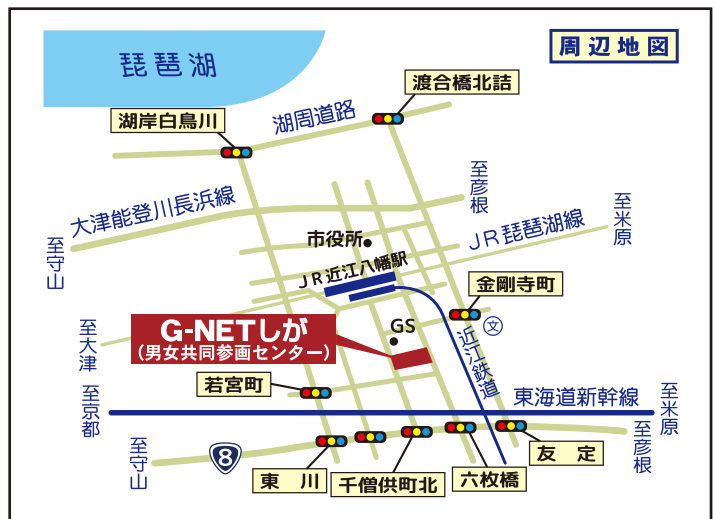 周辺地図
琵琶湖
渡合橋北詰
湖岸白鳥川
湖周道路
大津能登川長浜線
至彦根
至米原
至守山
市役所
JR琵琶湖線
JR近江八幡駅
金剛寺町
文
GS
G-NETしが
(男女共同参画センター)
近江鉄道
至大津
若宮町
東海道新幹線
至京都
至米原
至彦根
至守山
8
東川
千僧供町北
六枚橋
友定